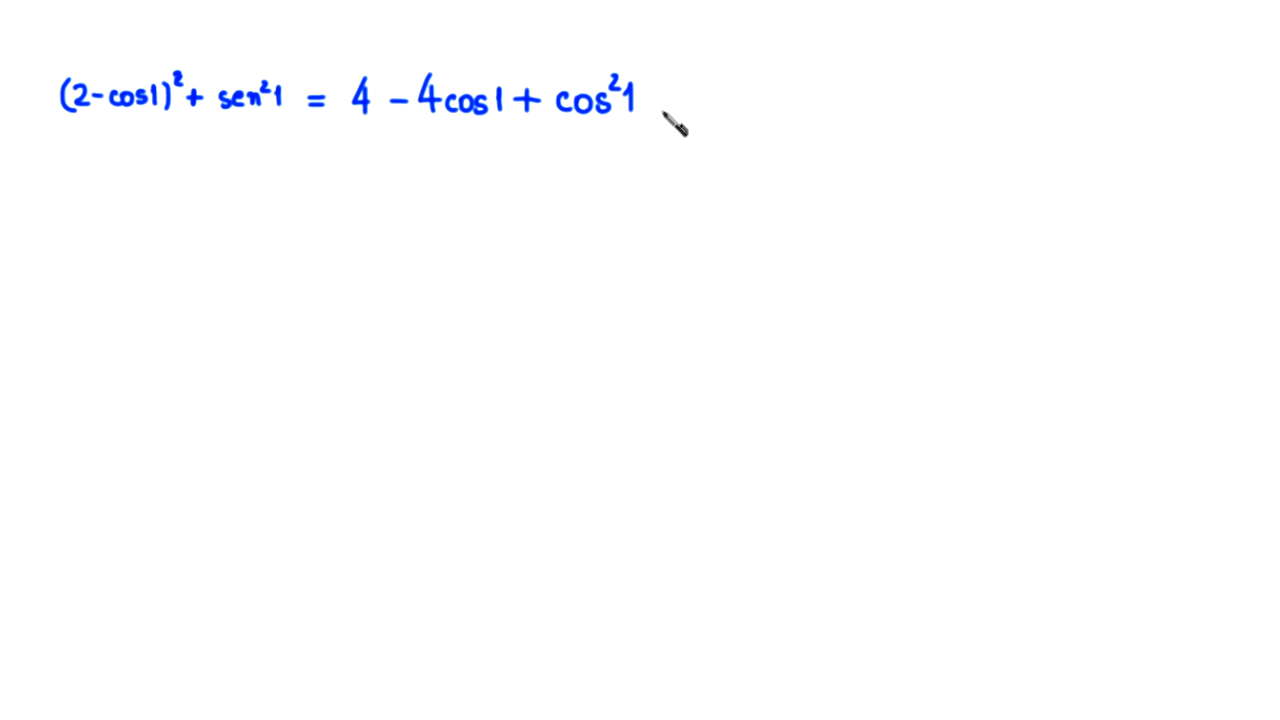 (2-cos1)² + sen²1 = 4 - 4cos1 + cos²1